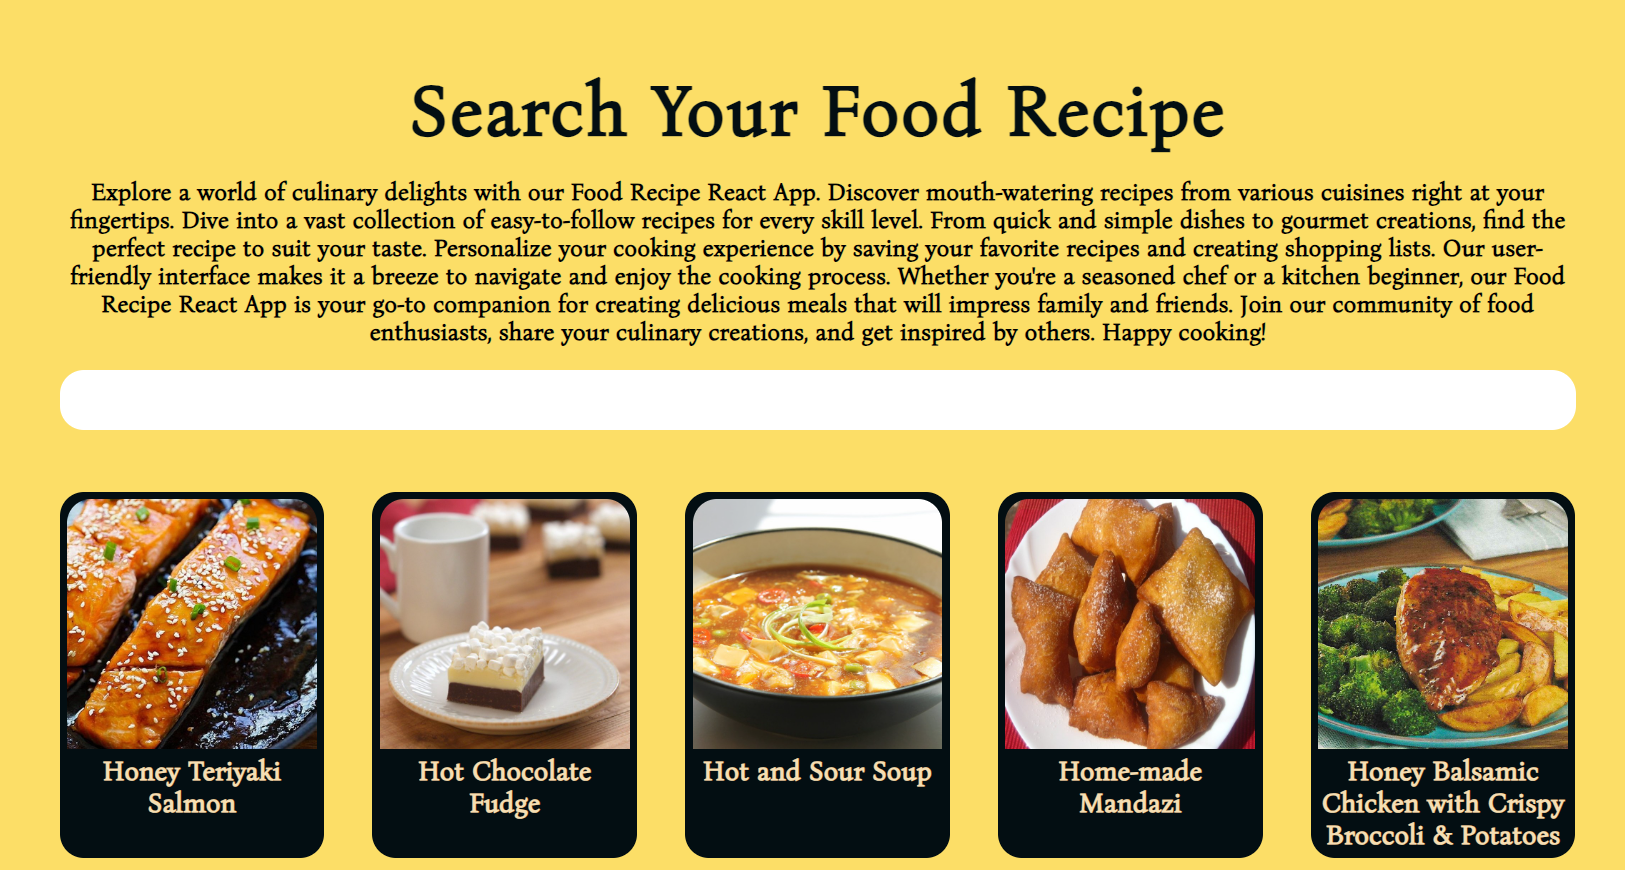 Search Your Food Recipe
Explore a world of culinary delights with our Food Recipe React App. Discover mouth-watering recipes from various cuisines right at your
fingertips. Dive into a vast collection of easy-to-follow recipes for every skill level. From quick and simple dishes to gourmet creations, find the
perfect recipe to suit your taste. Personalize your cooking experience by saving your favorite recipes and creating shopping lists. Our user-
friendly interface makes it a breeze to navigate and enjoy the cooking process. Whether you're a seasoned chef or a kitchen beginner, our Food
Recipe React App is your go-to companion for creating delicious meals that will impress family and friends. Join our community of food
enthusiasts, share your culinary creations, and get inspired by others. Happy cooking!
Honey Teriyaki
Salmon
Hot Chocolate
Fudge
Hot and Sour Soup
Home-made
Mandazi
Honey Balsamic
Chicken with Crispy
Broccoli & Potatoes